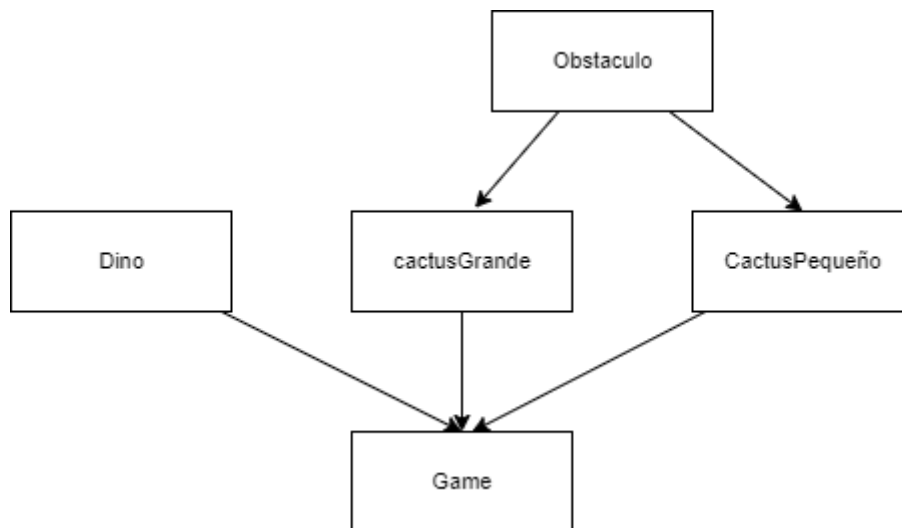 Obstaculo
Dino
cactusGrande
CactusPequeño
Game